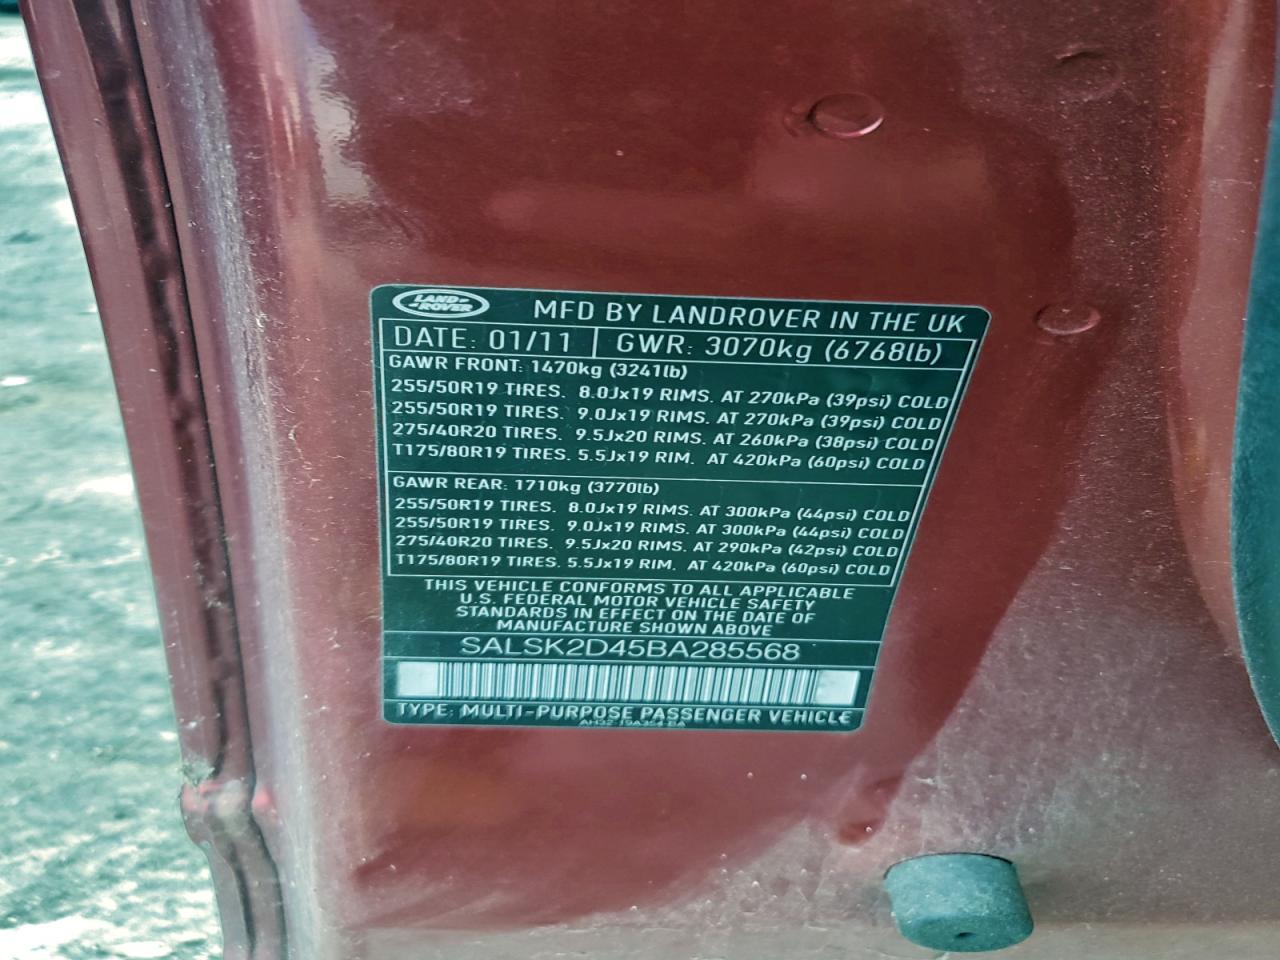 LAND-
-ROVER
MFD BY LANDROVER IN THE UK
DATE: 01/11 GWR: 3070kg (6768lb)
GAWR FRONT: 1470kg (3241lb)
255/50R19 TIRES. 8.0Jx19 RIMS. AT 270kPa (39psi) COLD
255/50R19 TIRES. 9.0Jx19 RIMS. AT 270kPa (39psi) COLD
275/40R20 TIRES. 9.5Jx20 RIMS. AT 260kPa (38psi) COLD
T175/80R19 TIRES. 5.5Jx19 RIM. AT 420kPa (60psi) COLD
GAWR REAR: 1710kg (3770lb)
255/50R19 TIRES. 8.0Jx19 RIMS. AT 300kPa (44psi) COLD
255/50R19 TIRES. 9.0Jx19 RIMS. AT 300kPa (44psi) COLD
275/40R20 TIRES. 9.5Jx20 RIMS. AT 290kPa (42psi) COLD
T175/80R19 TIRES. 5.5Jx19 RIM. AT 420kPa (60psi) COLD
THIS VEHICLE CONFORMS TO ALL APPLICABLE
U.S. FEDERAL MOTOR VEHICLE SAFETY
STANDARDS IN EFFECT ON THE DATE OF
MANUFACTURE SHOWN ABOVE
SALSK2D45BA285568
TYPE: MULTI-PURPOSE PASSENGER VEHICLE